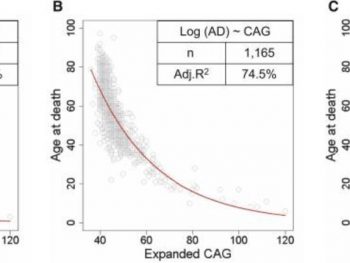 B
C
Log (AD) ~ CAG
n 1,165
Adj.R² 74.5%
%
Age at death
100
80
60
40
20
0
40 60 80 100 120
Expanded CAG
120
Age at death
100
80
60
40
20
0